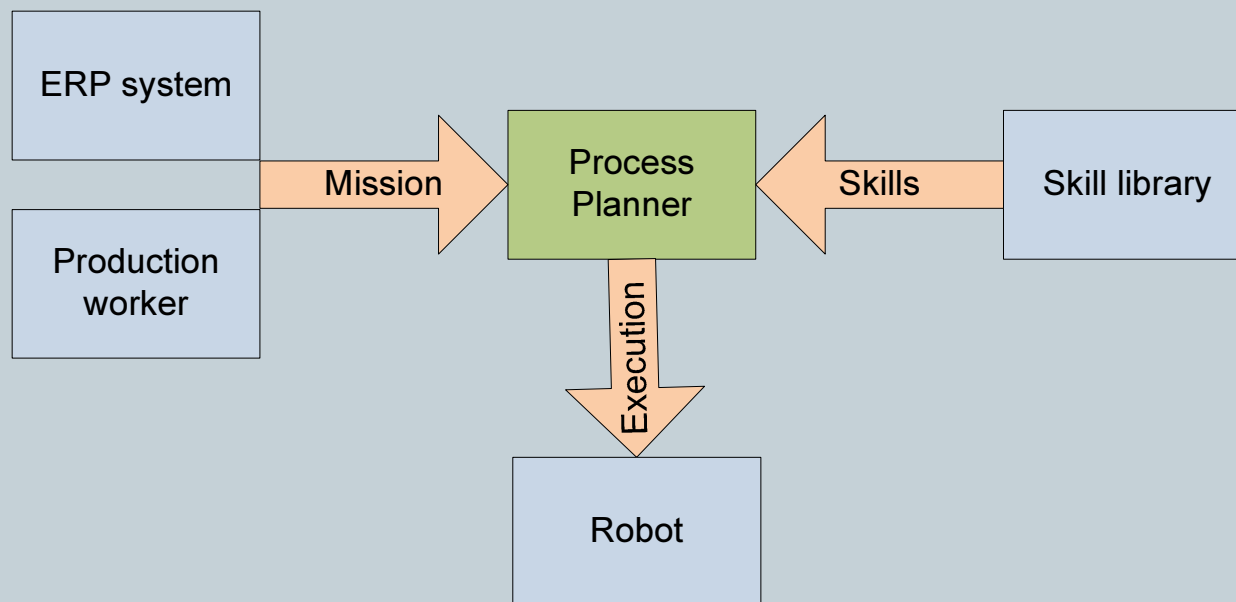 ERP system
Production
worker
Mission
Process
Planner
Skills
Skill library
Execution
Robot